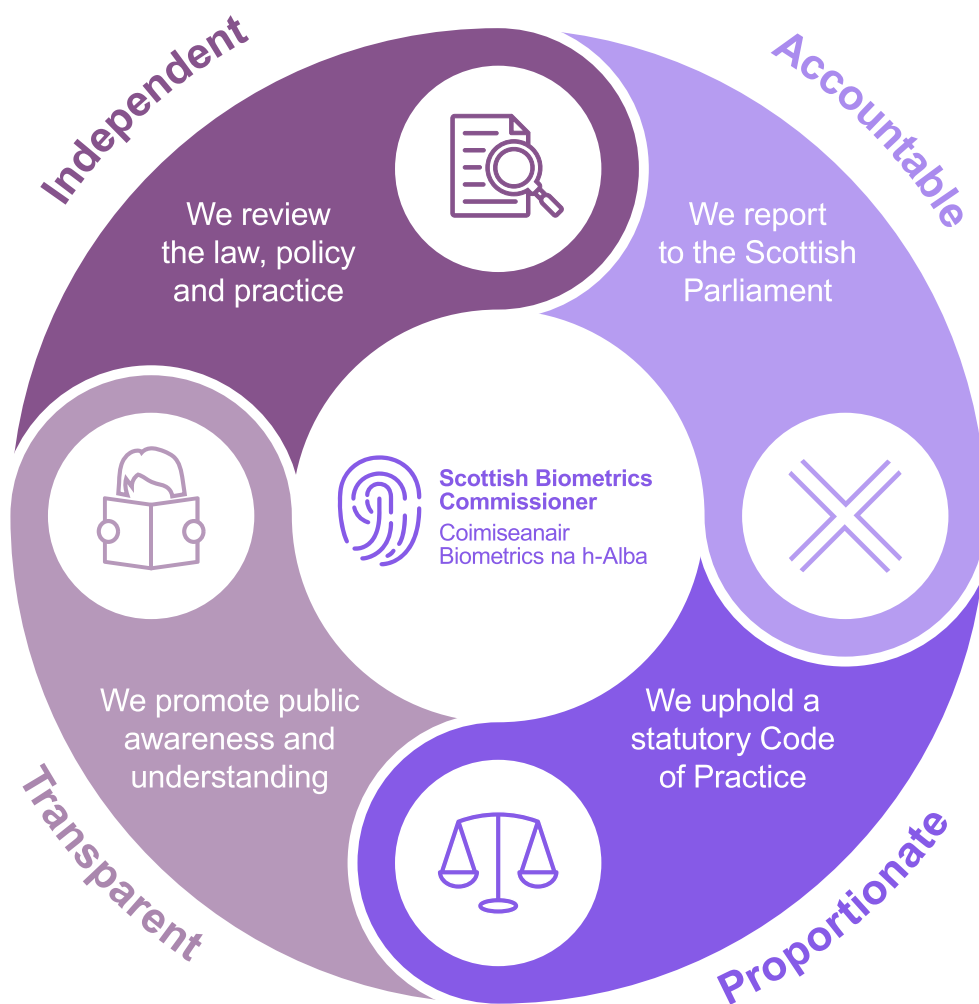 Independent
We review
the law, policy
and practice
Accountable
We report
to the Scottish
Parliament
Scottish Biometrics
Commissioner
Coimiseanair
Biometrics na h-Alba
Transparent
We promote public
awareness and
understanding
Proportionate
We uphold a
statutory Code
of Practice